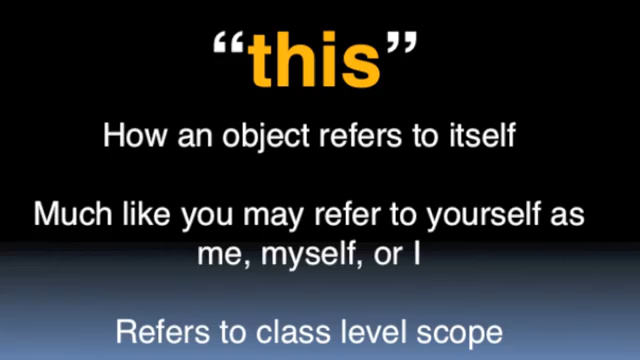 “this”
How an object refers to itself
Much like you may refer to yourself as
me, myself, or I
Refers to class level scope